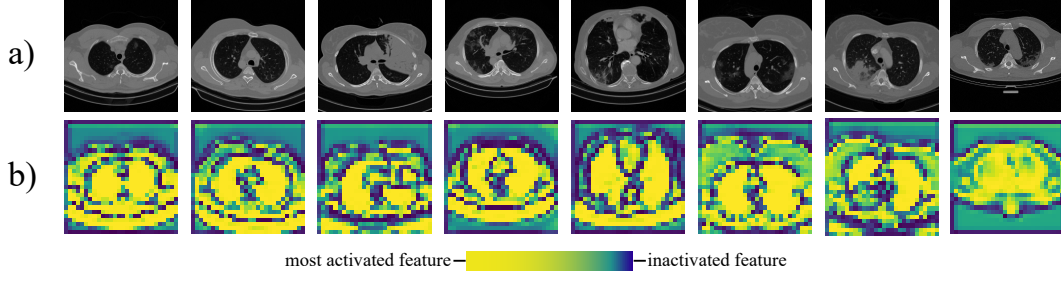 a)
b)
most activated feature
inactivated feature